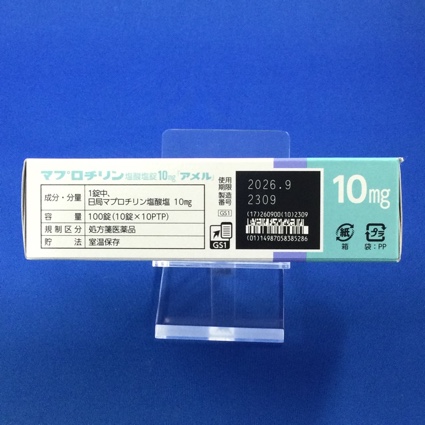 マプロチリン塩酸塩錠10mg「アメル」
成分・分量 1錠中、日局マプロチリン塩酸塩 10mg
容量 100錠(10錠×10PTP)
規制区分 処方箋医薬品
貯法 室温保存
GS1
使用期限 2026.9
製造番号 2309
GS1
(17)260900(10)2309
(01)14987058385286
10mg
紙 箱
プラ 袋:PP